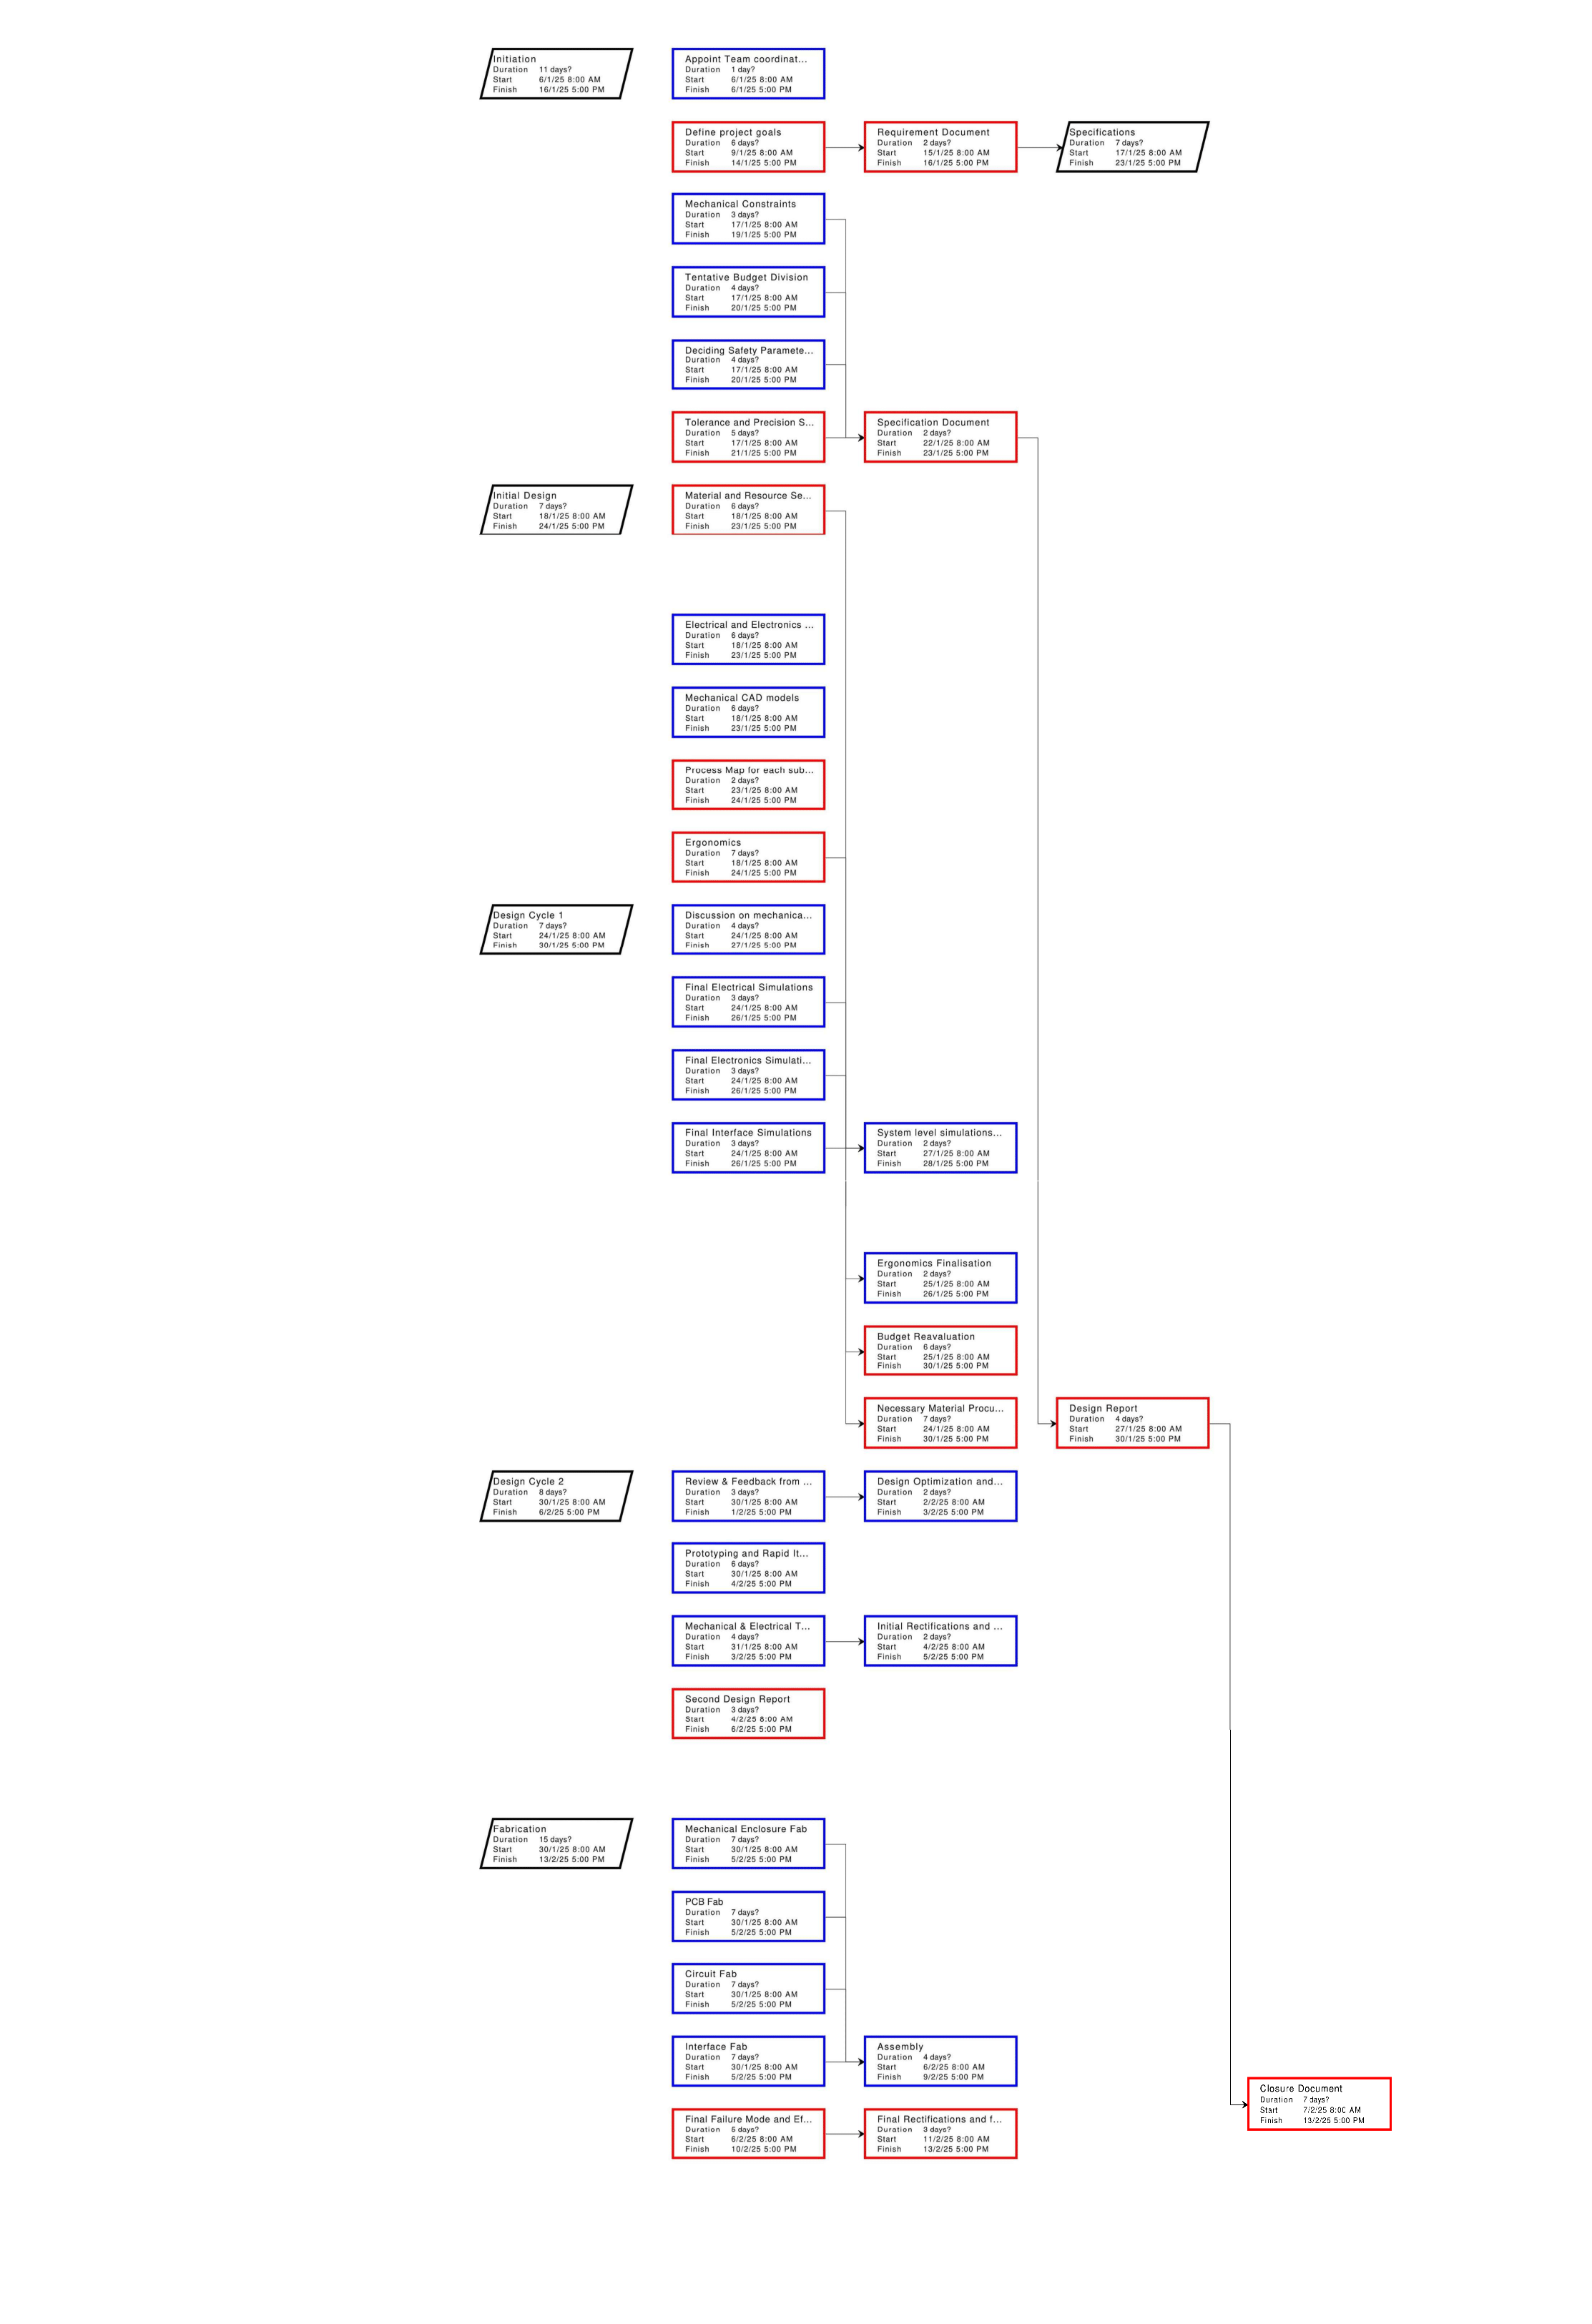 Initiation
Duration 11 days?
Start 6/1/25 8:00 AM
Finish 16/1/25 5:00 PM
Appoint Team coordinat...
Duration 1 day?
Start 6/1/25 8:00 AM
Finish 6/1/25 5:00 PM
Define project goals
Duration 6 days?
Start 9/1/25 8:00 AM
Finish 14/1/25 5:00 PM
Requirement Document
Duration 2 days?
Start 15/1/25 8:00 AM
Finish 16/1/25 5:00 PM
Specifications
Duration 7 days?
Start 17/1/25 8:00 AM
Finish 23/1/25 5:00 PM
Mechanical Constraints
Duration 3 days?
Start 17/1/25 8:00 AM
Finish 19/1/25 5:00 PM
Tentative Budget Division
Duration 4 days?
Start 17/1/25 8:00 AM
Finish 20/1/25 5:00 PM
Deciding Safety Paramete...
Duration 4 days?
Start 17/1/25 8:00 AM
Finish 20/1/25 5:00 PM
Tolerance and Precision S...
Duration 5 days?
Start 17/1/25 8:00 AM
Finish 21/1/25 5:00 PM
Specification Document
Duration 2 days?
Start 22/1/25 8:00 AM
Finish 23/1/25 5:00 PM
Initial Design
Duration 7 days?
Start 18/1/25 8:00 AM
Finish 24/1/25 5:00 PM
Material and Resource Se...
Duration 6 days?
Start 18/1/25 8:00 AM
Finish 23/1/25 5:00 PM
Electrical and Electronics ...
Duration 6 days?
Start 18/1/25 8:00 AM
Finish 23/1/25 5:00 PM
Mechanical CAD models
Duration 6 days?
Start 18/1/25 8:00 AM
Finish 23/1/25 5:00 PM
Process Map for each sub...
Duration 2 days?
Start 23/1/25 8:00 AM
Finish 24/1/25 5:00 PM
Ergonomics
Duration 7 days?
Start 18/1/25 8:00 AM
Finish 24/1/25 5:00 PM
Design Cycle 1
Duration 7 days?
Start 24/1/25 8:00 AM
Finish 30/1/25 5:00 PM
Discussion on mechanica...
Duration 4 days?
Start 24/1/25 8:00 AM
Finish 27/1/25 5:00 PM
Final Electrical Simulations
Duration 3 days?
Start 24/1/25 8:00 AM
Finish 26/1/25 5:00 PM
Final Electronics Simulati...
Duration 3 days?
Start 24/1/25 8:00 AM
Finish 26/1/25 5:00 PM
Final Interface Simulations
Duration 3 days?
Start 24/1/25 8:00 AM
Finish 26/1/25 5:00 PM
System level simulations...
Duration 2 days?
Start 27/1/25 8:00 AM
Finish 28/1/25 5:00 PM
Ergonomics Finalisation
Duration 2 days?
Start 25/1/25 8:00 AM
Finish 26/1/25 5:00 PM
Budget Reavaluation
Duration 6 days?
Start 25/1/25 8:00 AM
Finish 30/1/25 5:00 PM
Necessary Material Procu...
Duration 7 days?
Start 24/1/25 8:00 AM
Finish 30/1/25 5:00 PM
Design Report
Duration 4 days?
Start 27/1/25 8:00 AM
Finish 30/1/25 5:00 PM
Design Cycle 2
Duration 8 days?
Start 30/1/25 8:00 AM
Finish 6/2/25 5:00 PM
Review & Feedback from ...
Duration 3 days?
Start 30/1/25 8:00 AM
Finish 1/2/25 5:00 PM
Design Optimization and...
Duration 2 days?
Start 2/2/25 8:00 AM
Finish 3/2/25 5:00 PM
Prototyping and Rapid It...
Duration 6 days?
Start 30/1/25 8:00 AM
Finish 4/2/25 5:00 PM
Mechanical & Electrical T...
Duration 4 days?
Start 31/1/25 8:00 AM
Finish 3/2/25 5:00 PM
Initial Rectifications and ...
Duration 2 days?
Start 4/2/25 8:00 AM
Finish 5/2/25 5:00 PM
Second Design Report
Duration 3 days?
Start 4/2/25 8:00 AM
Finish 6/2/25 5:00 PM
Fabrication
Duration 15 days?
Start 30/1/25 8:00 AM
Finish 13/2/25 5:00 PM
Mechanical Enclosure Fab
Duration 7 days?
Start 30/1/25 8:00 AM
Finish 5/2/25 5:00 PM
PCB Fab
Duration 7 days?
Start 30/1/25 8:00 AM
Finish 5/2/25 5:00 PM
Circuit Fab
Duration 7 days?
Start 30/1/25 8:00 AM
Finish 5/2/25 5:00 PM
Interface Fab
Duration 7 days?
Start 30/1/25 8:00 AM
Finish 5/2/25 5:00 PM
Assembly
Duration 4 days?
Start 6/2/25 8:00 AM
Finish 9/2/25 5:00 PM
Closure Document
Duration 7 days?
Start 7/2/25 8:00 AM
Finish 13/2/25 5:00 PM
Final Failure Mode and Ef...
Duration 5 days?
Start 6/2/25 8:00 AM
Finish 10/2/25 5:00 PM
Final Rectifications and f...
Duration 3 days?
Start 11/2/25 8:00 AM
Finish 13/2/25 5:00 PM